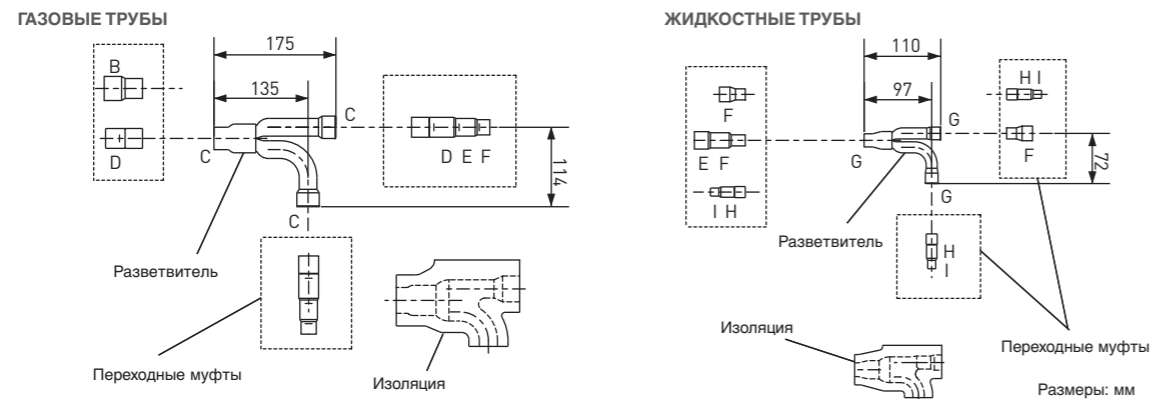 ГАЗОВЫЕ ТРУБЫ
175
135
B
D
C
C
C
D E F
114
Разветвитель
Переходные муфты
Изоляция
ЖИДКОСТНЫЕ ТРУБЫ
110
97
F
E F
I H
G
G
G
H I
F
72
H
I
Разветвитель
Изоляция
Переходные муфты
Размеры: мм